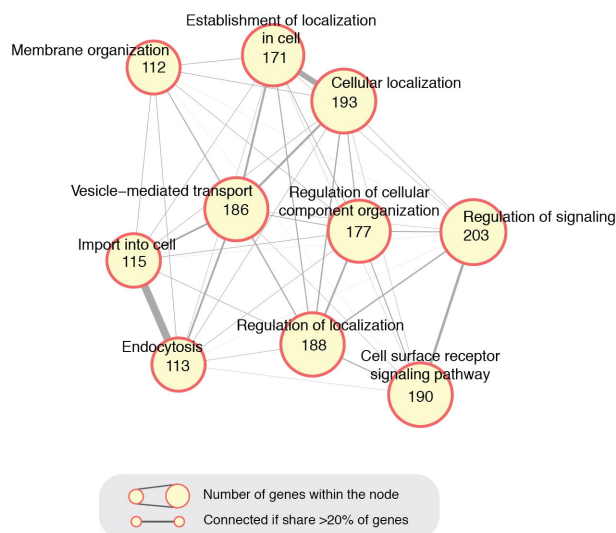 Establishment of localization
in cell
171
Membrane organization
112
Cellular localization
193
Vesicle–mediated transport
186
Regulation of cellular
component organization
177
Regulation of signaling
203
Import into cell
115
Regulation of localization
188
Endocytosis
113
Cell surface receptor
signaling pathway
190
Number of genes within the node
Connected if share >20% of genes